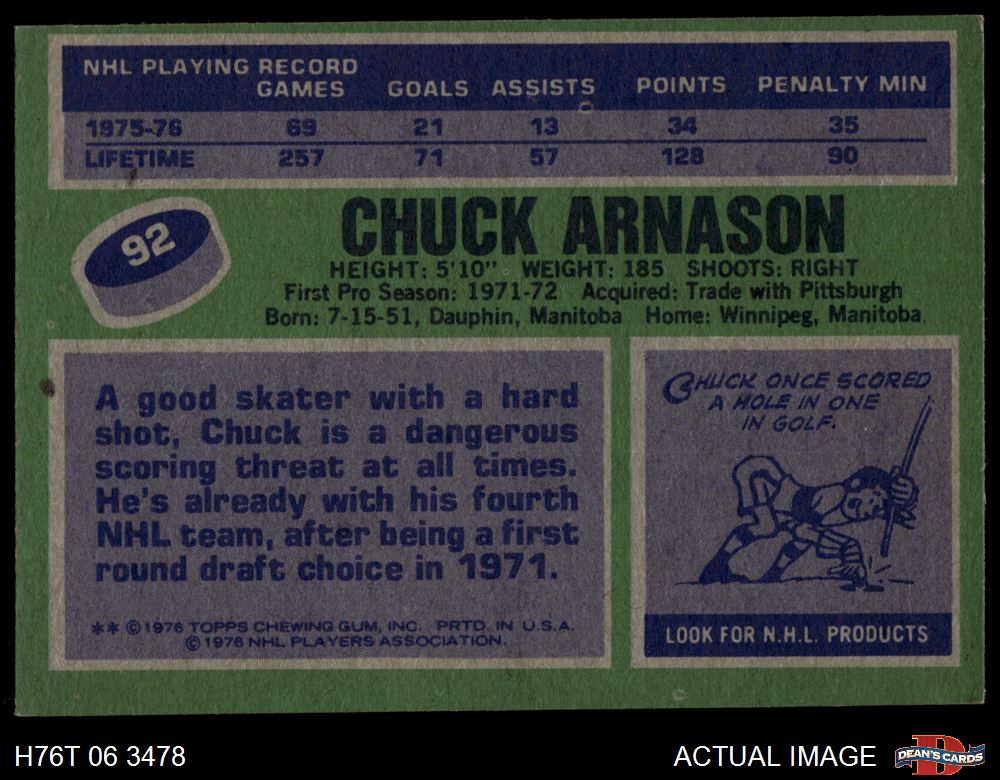 NHL PLAYING RECORD
GAMES GOALS ASSISTS POINTS PENALTY MIN
1975-76 69 21 13 34 35
LIFETIME 257 71 57 128 90
92
CHUCK ARNASON
HEIGHT: 5'10" WEIGHT: 185 SHOOTS: RIGHT
First Pro Season: 1971-72 Acquired: Trade with Pittsburgh
Born: 7-15-51, Dauphin, Manitoba Home: Winnipeg, Manitoba.
A good skater with a hard
shot, Chuck is a dangerous
scoring threat at all times.
He's already with his fourth
NHL team, after being a first
round draft choice in 1971.
** ©1976 TOPPS CHEWING GUM, INC. PRTD. IN U.S.A.
©1976 NHL PLAYERS ASSOCIATION.
CHUCK ONCE SCORED
A HOLE IN ONE
IN GOLF.
LOOK FOR N.H.L. PRODUCTS
H76T 06 3478
ACTUAL IMAGE
D
DEAN'S CARDS